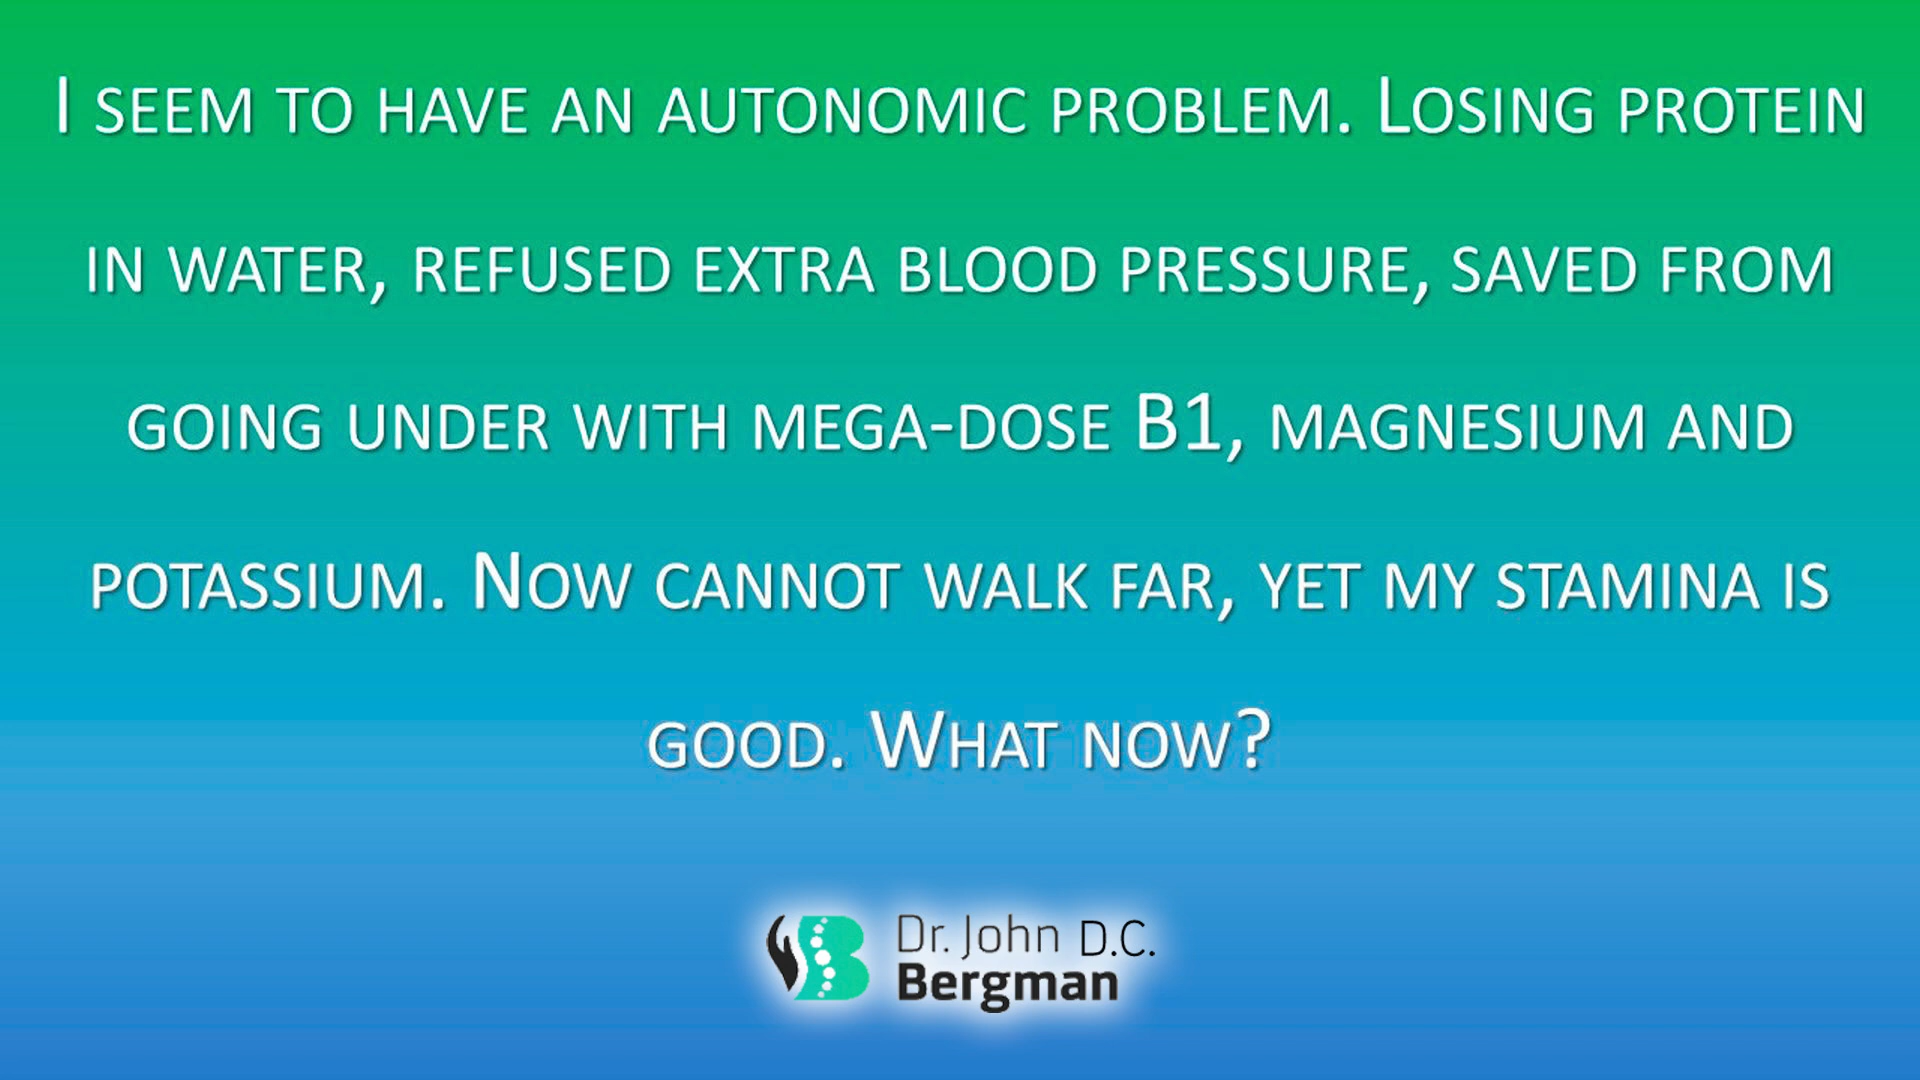 I seem to have an autonomic problem. Losing protein
in water, refused extra blood pressure, saved from
going under with mega-dose B1, magnesium and
potassium. Now cannot walk far, yet my stamina is
good. What now?
Dr. John D.C.
Bergman